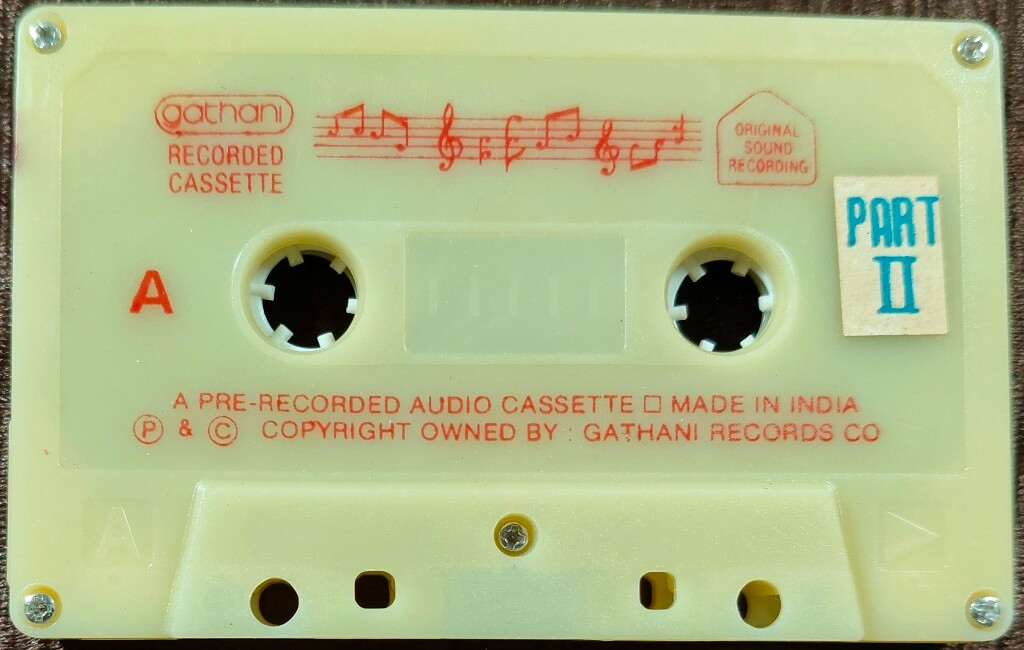 gathani
RECORDED
CASSETTE
ORIGINAL
SOUND
RECORDING
PART
II
A
A PRE-RECORDED AUDIO CASSETTE □ MADE IN INDIA
Ⓟ & © COPYRIGHT OWNED BY : GATHANI RECORDS CO
A